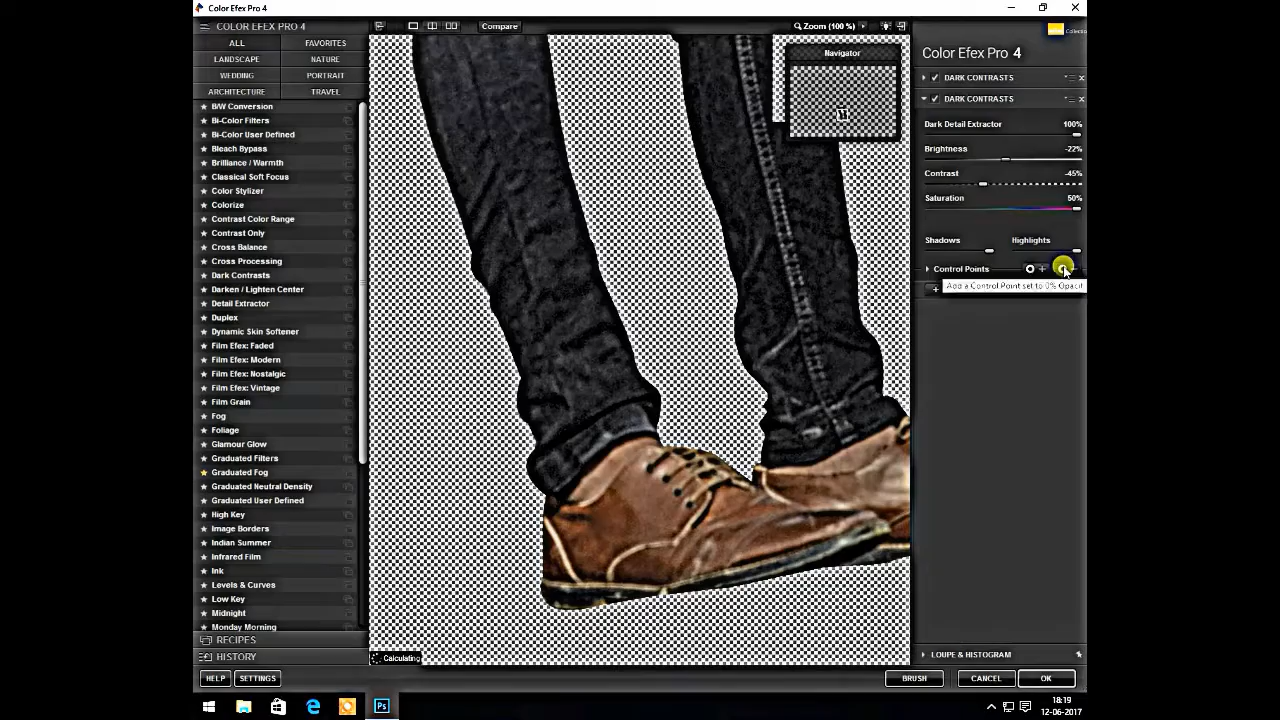 Color Efex Pro 4
COLOR EFEX PRO 4
ALL
FAVORITES
LANDSCAPE
NATURE
WEDDING
PORTRAIT
ARCHITECTURE
TRAVEL
B/W Conversion
Bi-Color Filters
Bi-Color User Defined
Bleach Bypass
Brilliance / Warmth
Classical Soft Focus
Color Stylizer
Colorize
Contrast Color Range
Contrast Only
Cross Balance
Cross Processing
Dark Contrasts
Darken / Lighten Center
Detail Extractor
Duplex
Dynamic Skin Softener
Film Efex: Faded
Film Efex: Modern
Film Efex: Nostalgic
Film Efex: Vintage
Film Grain
Fog
Foliage
Glamour Glow
Graduated Filters
Graduated Fog
Graduated Neutral Density
Graduated User Defined
High Key
Image Borders
Indian Summer
Infrared Film
Ink
Levels & Curves
Low Key
Midnight
Monday Morning
RECIPES
HISTORY
HELP
SETTINGS
Compare
Zoom (100 %)
Navigator
Calculating
Collectio
Color Efex Pro 4
DARK CONTRASTS
DARK CONTRASTS
Dark Detail Extractor 100%
Brightness -22%
Contrast -45%
Saturation 50%
Shadows Highlights
Control Points
Add a Control Point set to 0% Opacit
LOUPE & HISTOGRAM
BRUSH
CANCEL
OK
18:19
12-06-2017